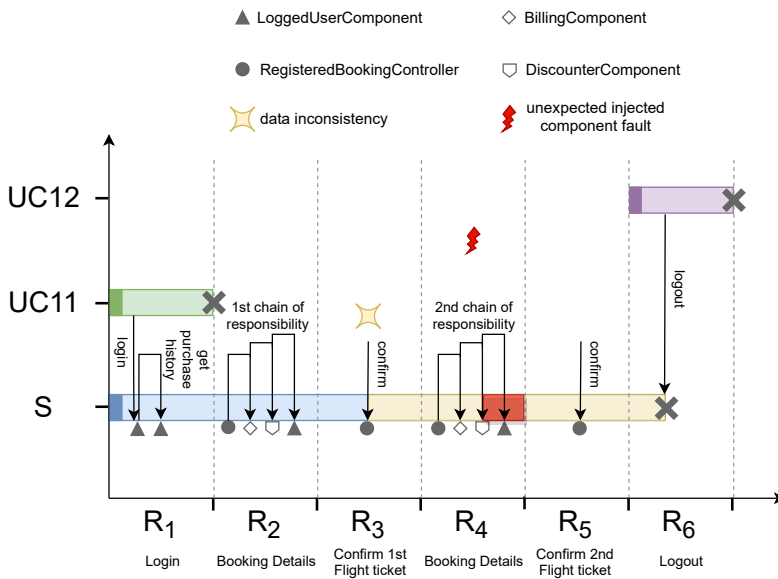 LoggedUserComponent
BillingComponent
RegisteredBookingController
DiscounterComponent
data inconsistency
unexpected injected
component fault
UC12
UC11
S
login
get
purchase
history
1st chain of
responsibility
confirm
2nd chain of
responsibility
confirm
logout
R1
R2
R3
R4
R5
R6
Login
Booking Details
Confirm 1st
Flight ticket
Booking Details
Confirm 2nd
Flight ticket
Logout